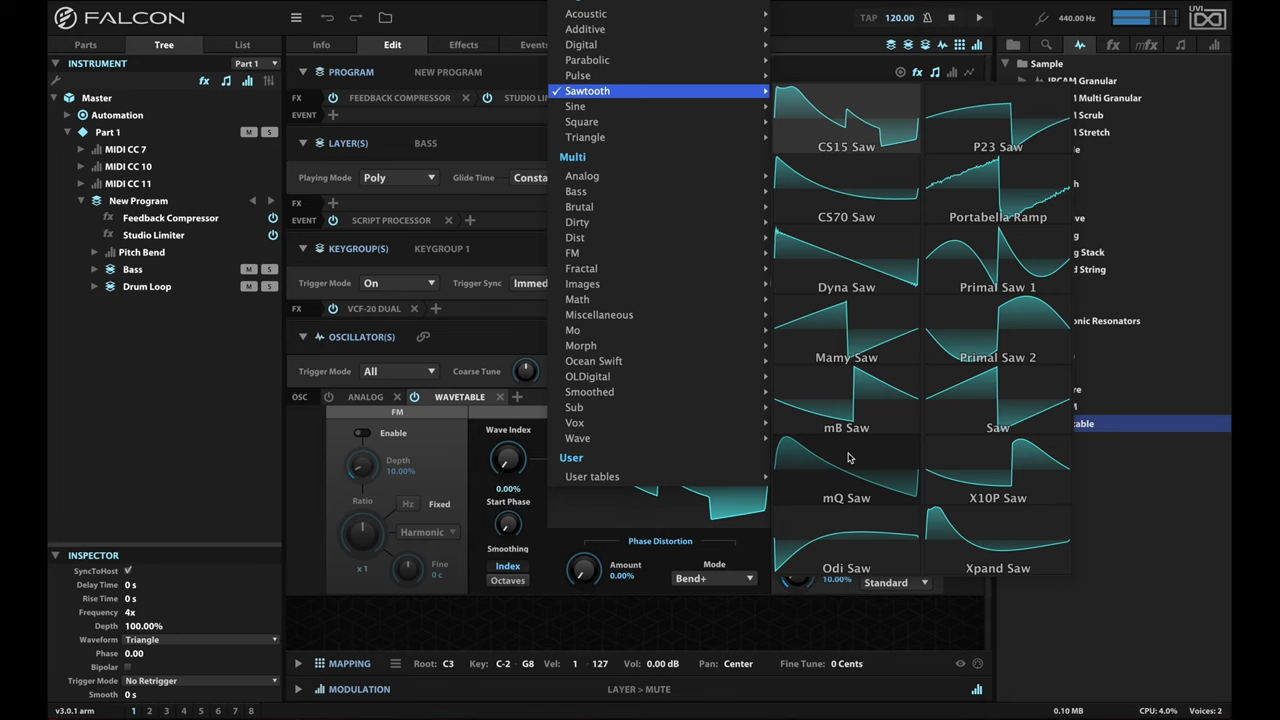 FALCON
TAP 120.00
440.00 Hz
UVI
Parts Tree List
Info Edit Effects Events
INSTRUMENT Part 1
Master
Automation
Part 1 M S
MIDI CC 7
MIDI CC 10
MIDI CC 11
New Program
Feedback Compressor
Studio Limiter
Pitch Bend
Bass M S
Drum Loop M S
INSPECTOR
SyncToHost
Delay Time 0 s
Rise Time 0 s
Frequency 4x
Depth 100.00%
Waveform Triangle
Phase 0.00
Bipolar
Trigger Mode No Retrigger
Smooth 0 s
v3.0.1 arm 1 2 3 4 5 6 7 8
PROGRAM NEW PROGRAM
FX FEEDBACK COMPRESSOR STUDIO LI
EVENT
LAYER(S) BASS
Playing Mode Poly Glide Time Consta
FX
EVENT SCRIPT PROCESSOR
KEYGROUP(S) KEYGROUP 1
Trigger Mode On Trigger Sync Immed
FX VCF-20 DUAL
OSCILLATOR(S)
Trigger Mode All Coarse Tune
OSC ANALOG WAVETABLE
FM
Enable
Depth
10.00%
Ratio
Hz Fixed
Harmonic
x 1
Fine
0 c
Wave Index
0.00%
Start Phase
Smoothing
Index
Octaves
Acoustic
Additive
Digital
Parabolic
Pulse
Sawtooth
Sine
Square
Triangle
Multi
Analog
Bass
Brutal
Dirty
Dist
FM
Fractal
Images
Math
Miscellaneous
Mo
Morph
Ocean Swift
OLDigital
Smoothed
Sub
Vox
Wave
User
User tables
Phase Distortion
Amount
0.00%
Mode
Bend+
10.00% Standard
CS15 Saw P23 Saw
CS70 Saw Portabella Ramp
Dyna Saw Primal Saw 1
Mamy Saw Primal Saw 2
mB Saw Saw
mQ Saw X10P Saw
Odi Saw Xpand Saw
Sample
IRCAM Granular
M Multi Granular
M Scrub
M Stretch
g Stack
d String
onic Resonators
table
MAPPING Root: C3 Key: C-2 - G8 Vel: 1 - 127 Vol: 0.00 dB Pan: Center Fine Tune: 0 Cents
MODULATION LAYER > MUTE
0.10 MB CPU: 4.0% Voices: 2